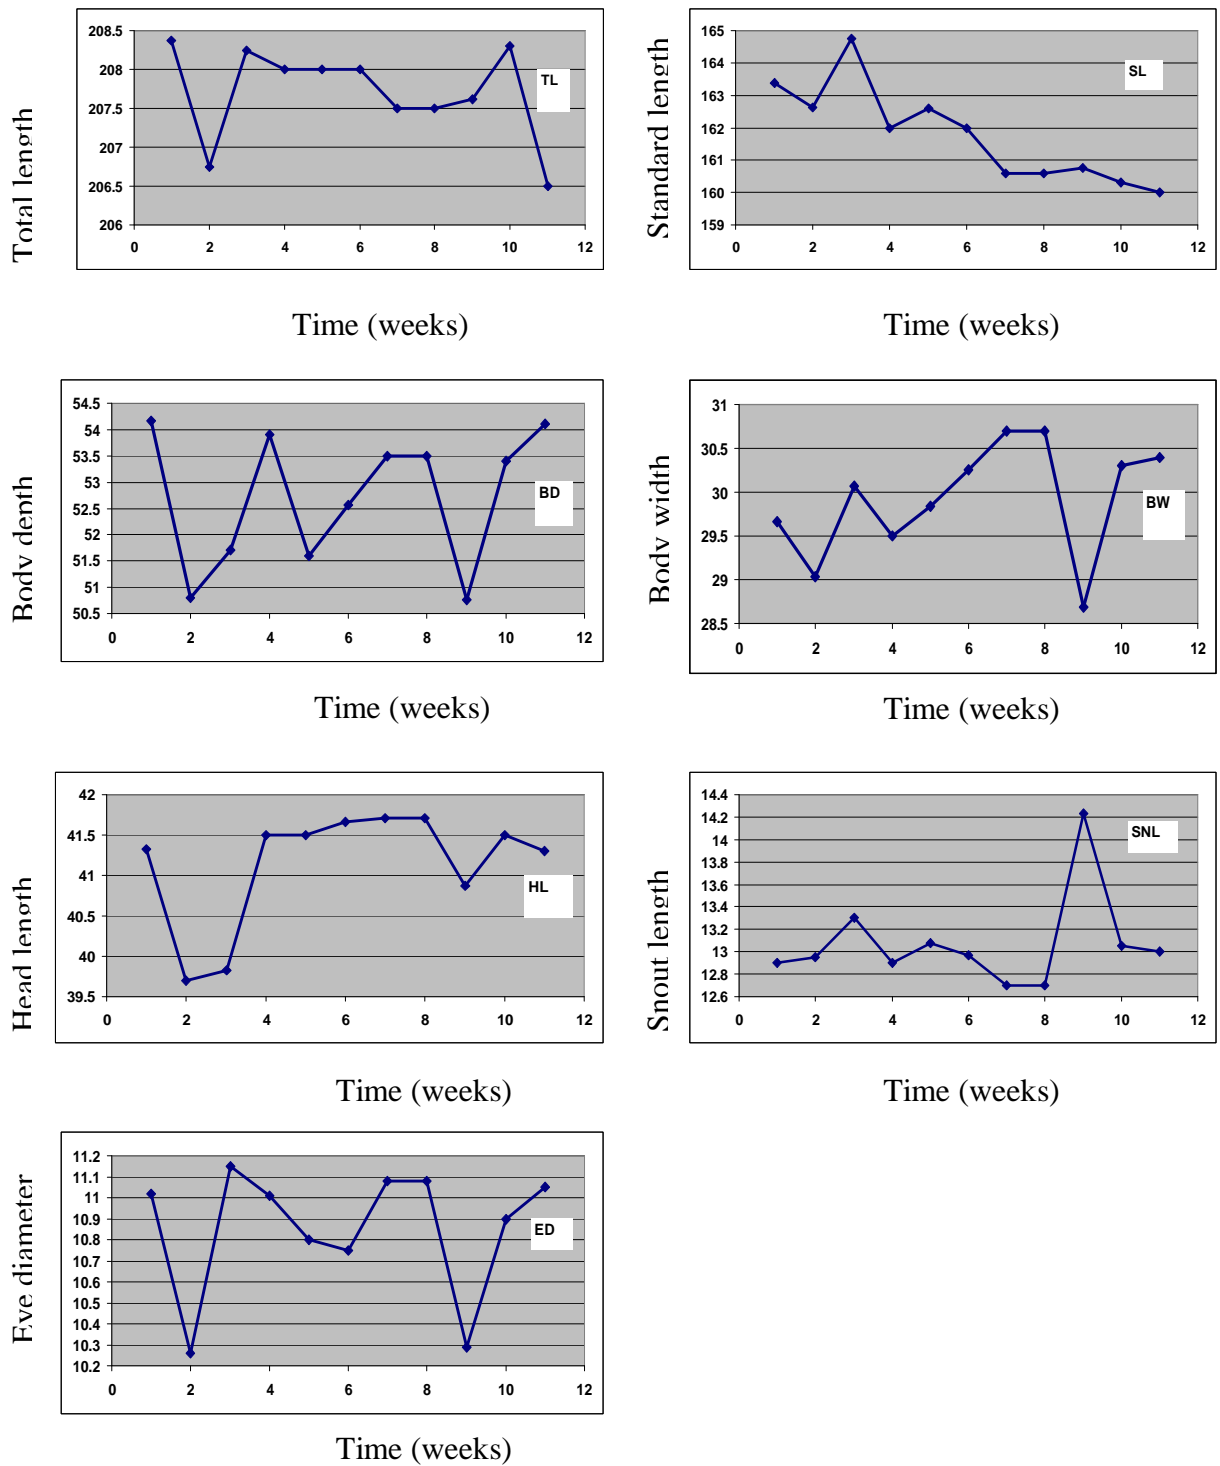 Total length
208.5
208
207.5
207
206.5
206
0 2 4 6 8 10 12
TL
Time (weeks)
Standard length
165
164
163
162
161
160
159
0 2 4 6 8 10 12
SL
Time (weeks)
Body depth
54.5
54
53.5
53
52.5
52
51.5
51
50.5
0 2 4 6 8 10 12
BD
Time (weeks)
Body width
31
30.5
30
29.5
29
28.5
0 2 4 6 8 10 12
BW
Time (weeks)
Head length
42
41.5
41
40.5
40
39.5
0 2 4 6 8 10 12
HL
Time (weeks)
Snout length
14.4
14.2
14
13.8
13.6
13.4
13.2
13
12.8
12.6
0 2 4 6 8 10 12
SNL
Time (weeks)
Eye diameter
11.2
11.1
11
10.9
10.8
10.7
10.6
10.5
10.4
10.3
10.2
0 2 4 6 8 10 12
ED
Time (weeks)